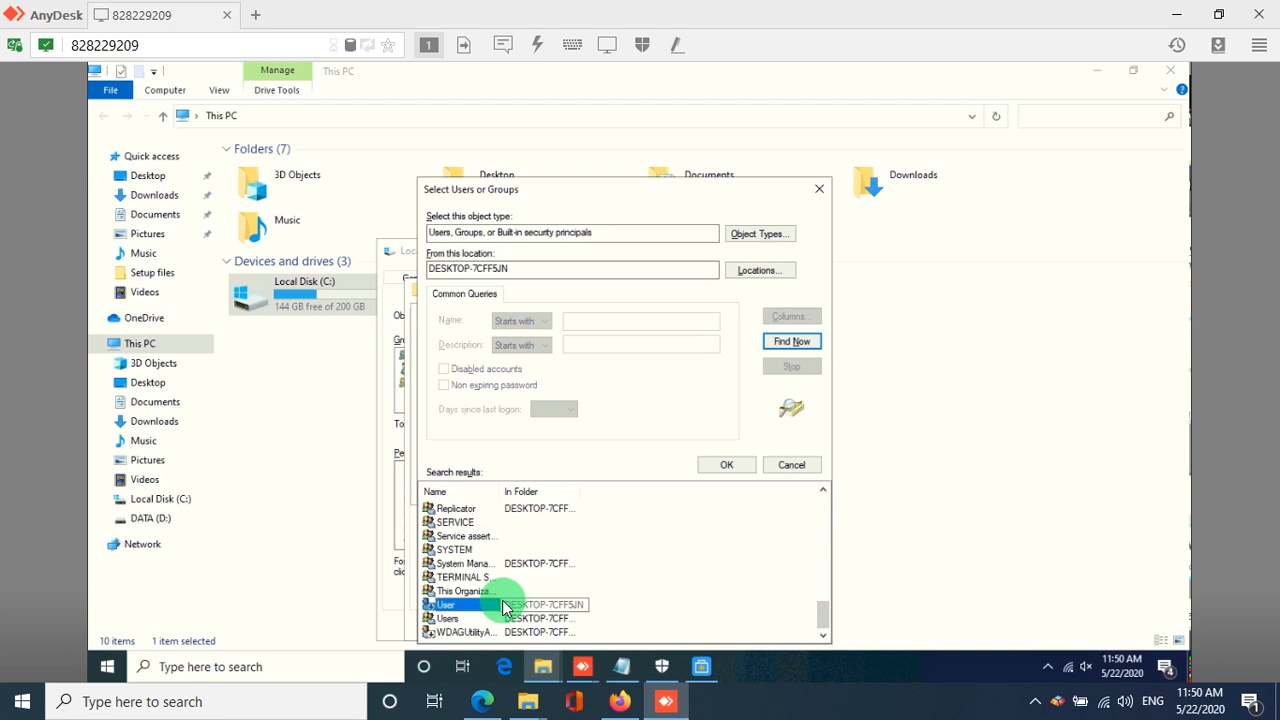 AnyDesk 828229209
828229209 1
Manage This PC
File Computer View Drive Tools
This PC
Quick access
Desktop
Downloads
Documents
Pictures
Music
Setup files
Videos
OneDrive
This PC
3D Objects
Desktop
Documents
Downloads
Music
Pictures
Videos
Local Disk (C:)
DATA (D:)
Network
Folders (7)
3D Objects Desktop Documents Downloads
Music
Devices and drives (3)
Local Disk (C:)
144 GB free of 200 GB
Select Users or Groups
Select this object type:
Users, Groups, or Built-in security principals Object Types...
From this location:
DESKTOP-7CFF5JN Locations...
Common Queries
Name: Starts with Columns...
Description: Starts with Find Now
Disabled accounts Stop
Non expiring password
Days since last logon:
OK Cancel
Search results:
Name In Folder
Replicator DESKTOP-7CFF...
SERVICE
Service assert...
SYSTEM
System Mana... DESKTOP-7CFF...
TERMINAL S...
This Organiza...
User DESKTOP-7CFF5JN
Users DESKTOP-7CFF...
WDAGUtilityA... DESKTOP-7CFF...
10 items 1 item selected
Type here to search 11:50 AM
5/22/2020 4
Type here to search ENG 11:50 AM
5/22/2020 1